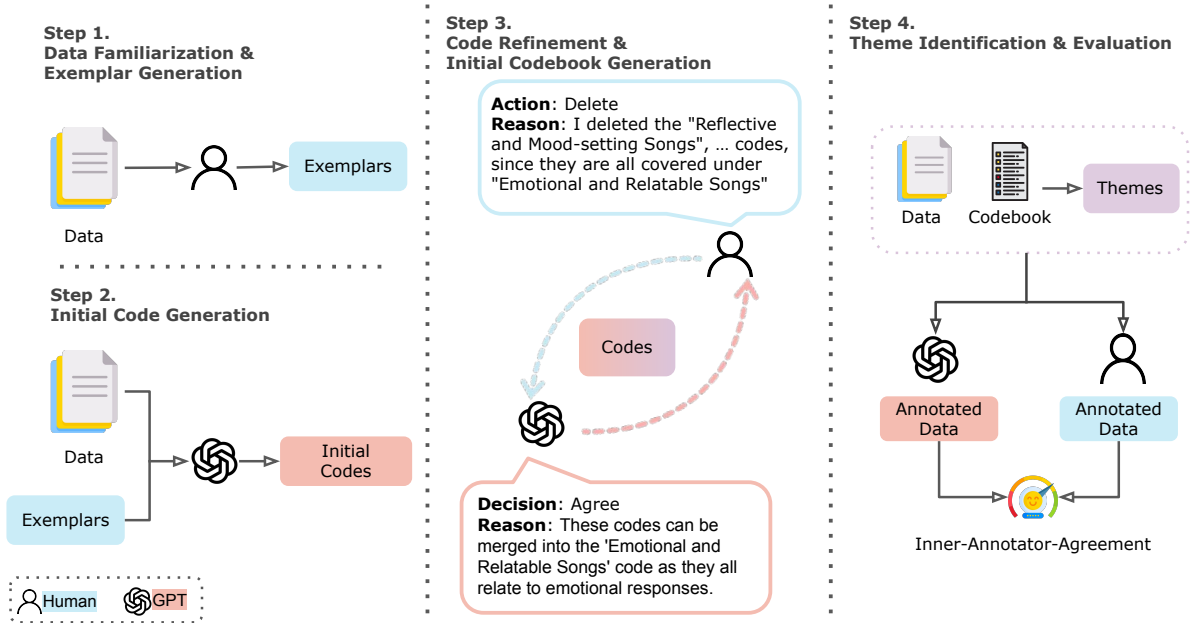 Step 1.
Data Familiarization &
Exemplar Generation
Data
Exemplars
Step 2.
Initial Code Generation
Data
Exemplars
Initial
Codes
Human
GPT
Step 3.
Code Refinement &
Initial Codebook Generation
Action: Delete
Reason: I deleted the "Reflective
and Mood-setting Songs", ... codes,
since they are all covered under
"Emotional and Relatable Songs"
Codes
Decision: Agree
Reason: These codes can be
merged into the 'Emotional and
Relatable Songs' code as they all
relate to emotional responses.
Step 4.
Theme Identification & Evaluation
Data
Codebook
Themes
Annotated
Data
Annotated
Data
Inner-Annotator-Agreement